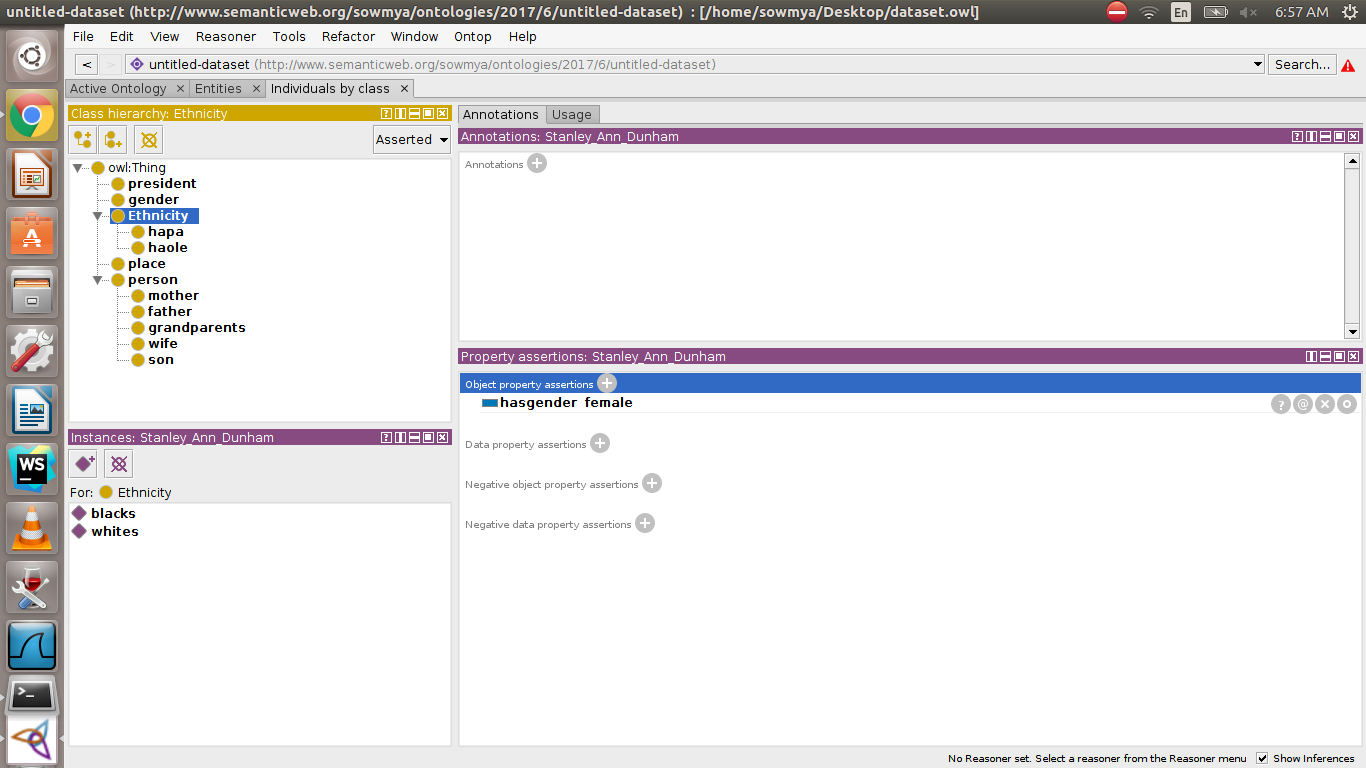 untitled-dataset (http://www.semanticweb.org/sowmya/ontologies/2017/6/untitled-dataset) : [/home/sowmya/Desktop/dataset.owl]
En
6:57 AM
File Edit View Reasoner Tools Refactor Window Ontop Help
< > untitled-dataset (http://www.semanticweb.org/sowmya/ontologies/2017/6/untitled-dataset) Search...
Active Ontology × Entities × Individuals by class ×
Class hierarchy: Ethnicity
Asserted
owl:Thing
president
gender
Ethnicity
hapa
haole
place
person
mother
father
grandparents
wife
son
Instances: Stanley_Ann_Dunham
For: Ethnicity
blacks
whites
Annotations Usage
Annotations: Stanley_Ann_Dunham
Annotations
Property assertions: Stanley_Ann_Dunham
Object property assertions
hasgender female
Data property assertions
Negative object property assertions
Negative data property assertions
No Reasoner set. Select a reasoner from the Reasoner menu Show Inferences
WS